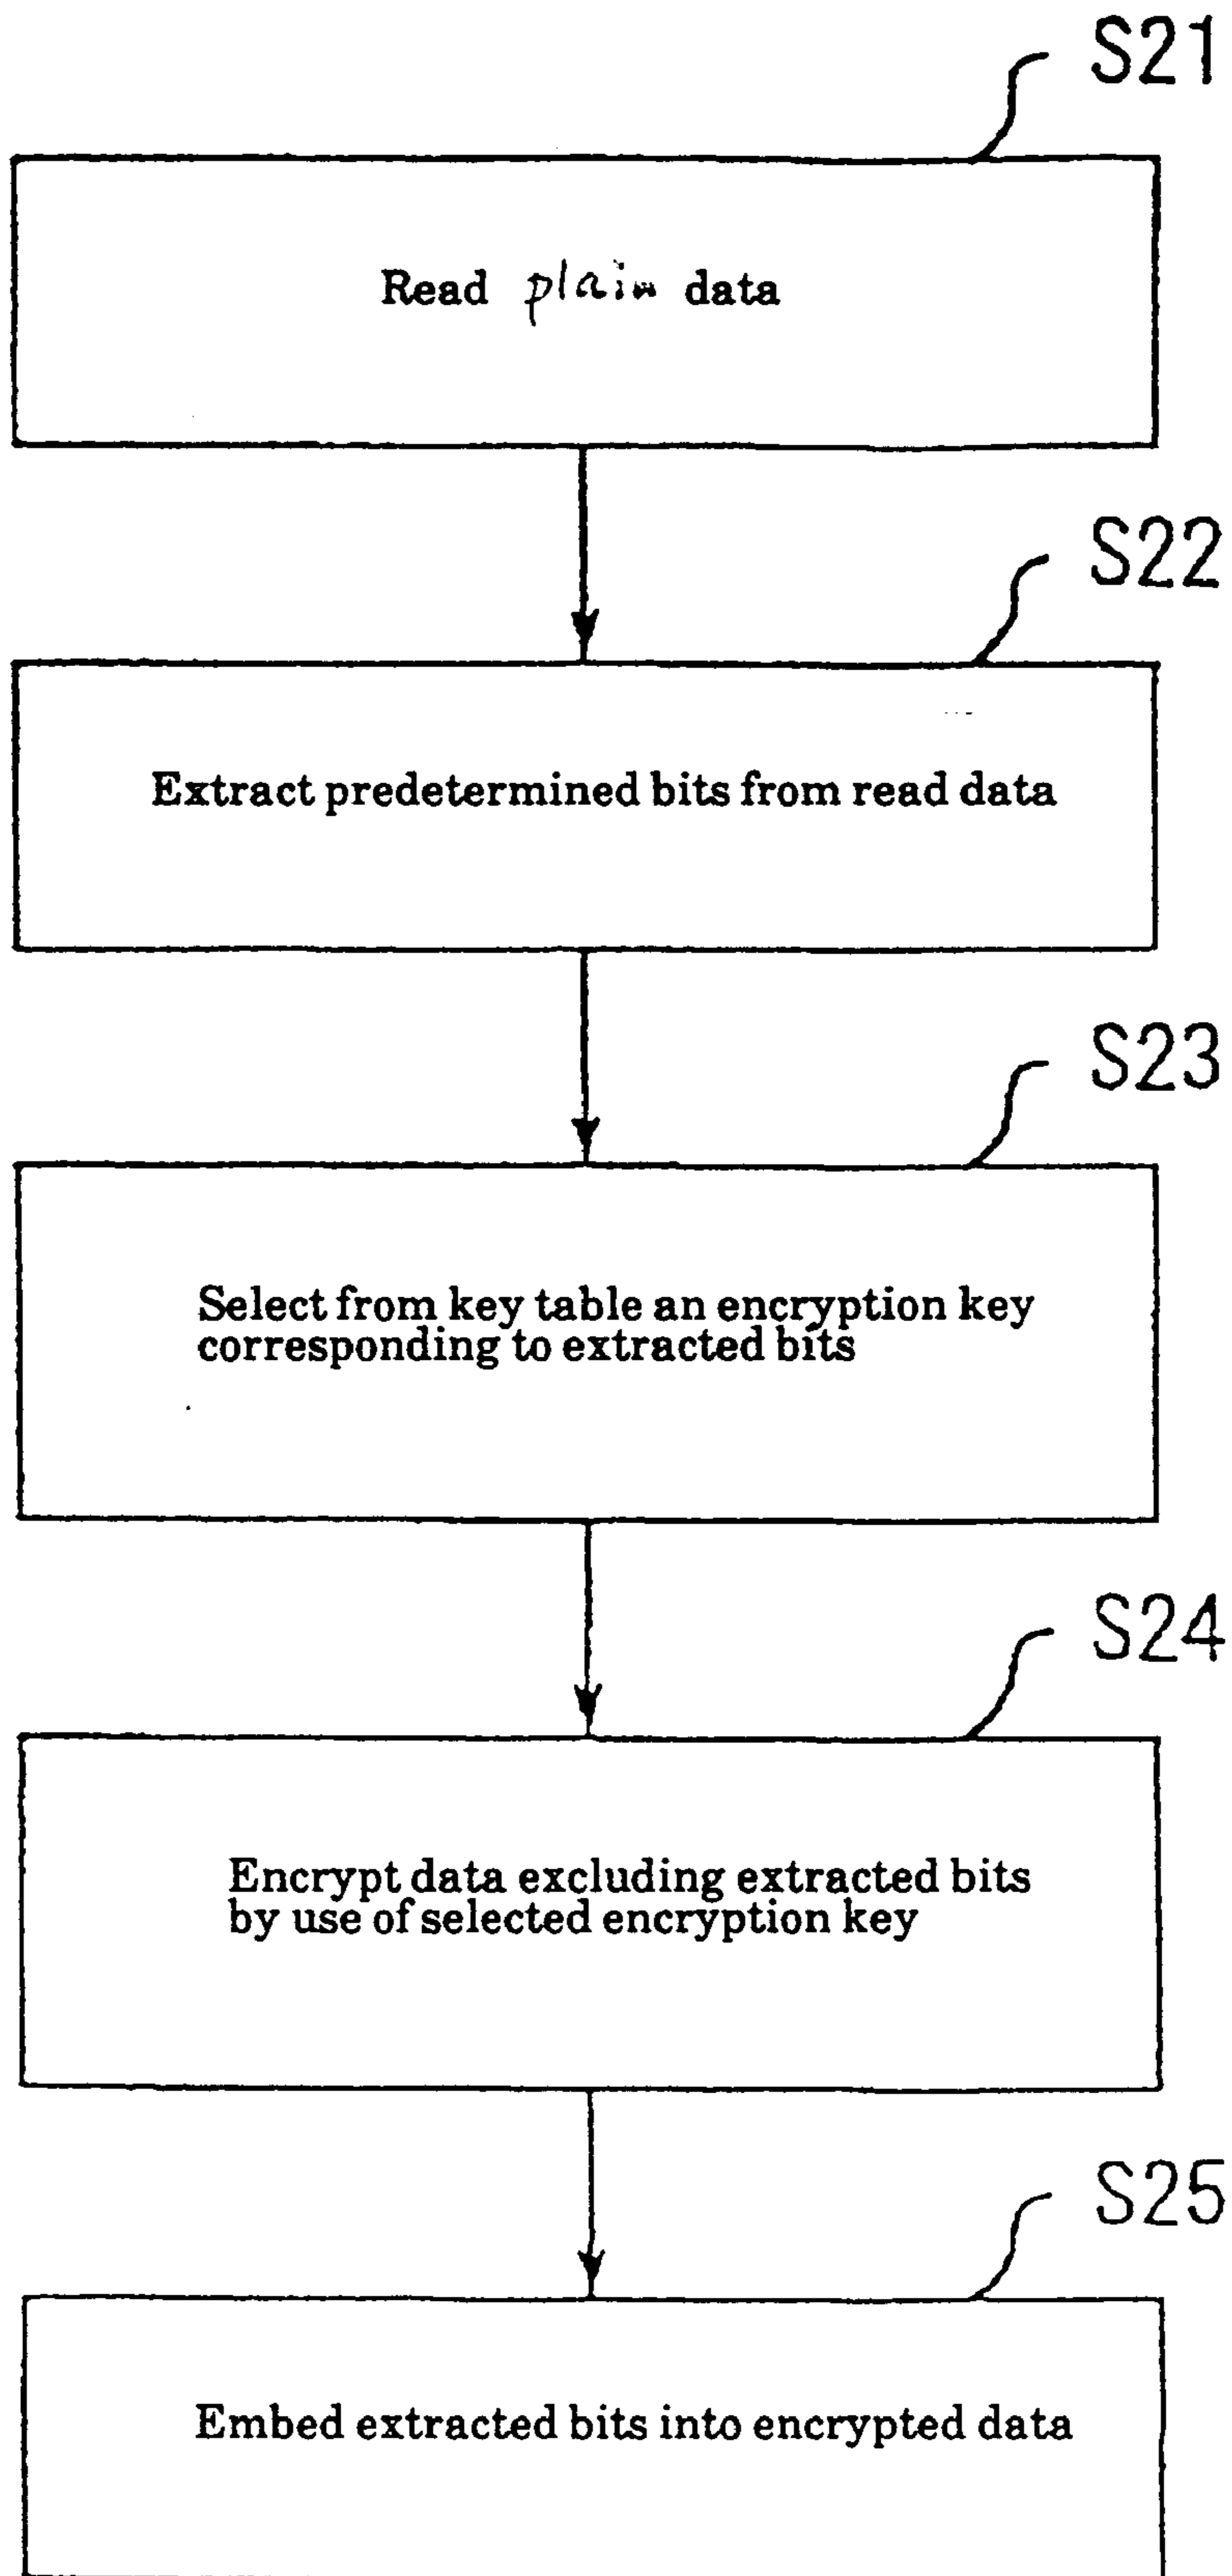 S21
Read plain data
S22
Extract predetermined bits from read data
S23
Select from key table an encryption key
corresponding to extracted bits
S24
Encrypt data excluding extracted bits
by use of selected encryption key
S25
Embed extracted bits into encrypted data